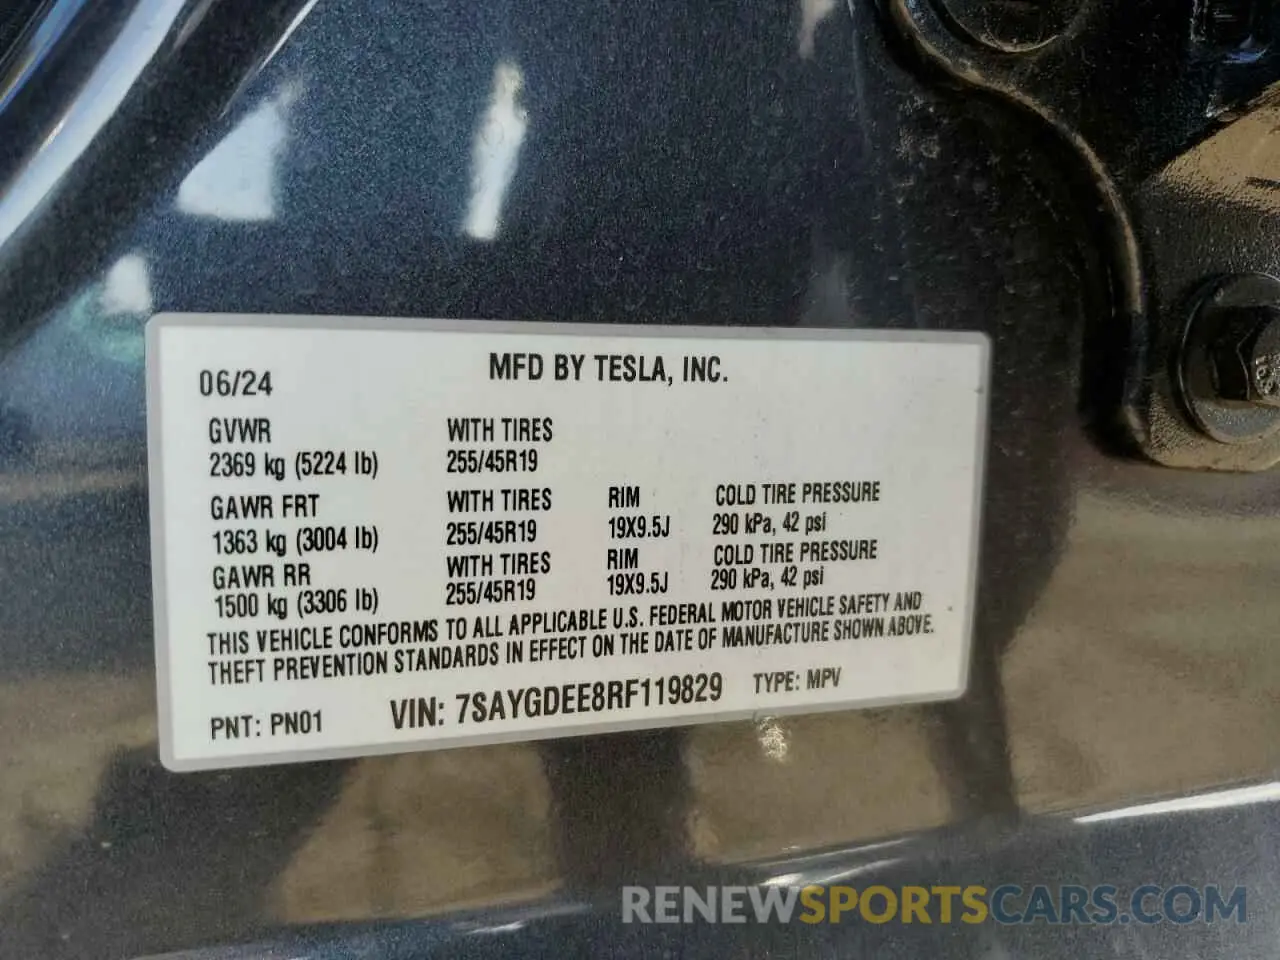 MFD BY TESLA, INC.
06/24
GVWR WITH TIRES
2369 kg (5224 lb) 255/45R19
GAWR FRT WITH TIRES RIM COLD TIRE PRESSURE
1363 kg (3004 lb) 255/45R19 19X9.5J 290 kPa, 42 psi
GAWR RR WITH TIRES RIM COLD TIRE PRESSURE
1500 kg (3306 lb) 255/45R19 19X9.5J 290 kPa, 42 psi
THIS VEHICLE CONFORMS TO ALL APPLICABLE U.S. FEDERAL MOTOR VEHICLE SAFETY AND
THEFT PREVENTION STANDARDS IN EFFECT ON THE DATE OF MANUFACTURE SHOWN ABOVE.
PNT: PN01 VIN: 7SAYGDEE8RF119829 TYPE: MPV
RENEWSPORTSCARS.COM